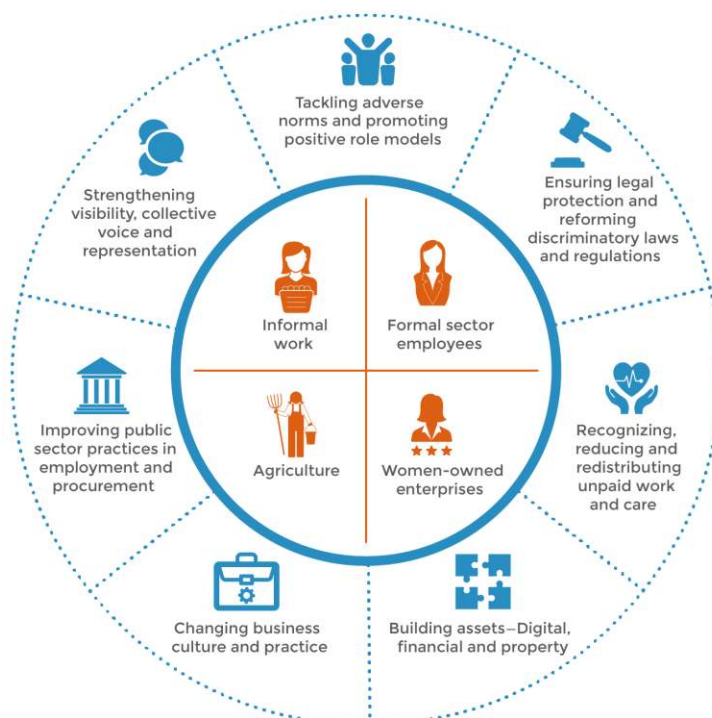 Tackling adverse
norms and promoting
positive role models
Ensuring legal
protection and
reforming
discriminatory laws
and regulations
Recognizing,
reducing and
redistributing
unpaid work
and care
Building assets—Digital,
financial and property
Changing business
culture and practice
Improving public
sector practices in
employment and
procurement
Strengthening
visibility, collective
voice and
representation
Informal
work
Formal sector
employees
Agriculture
Women-owned
enterprises